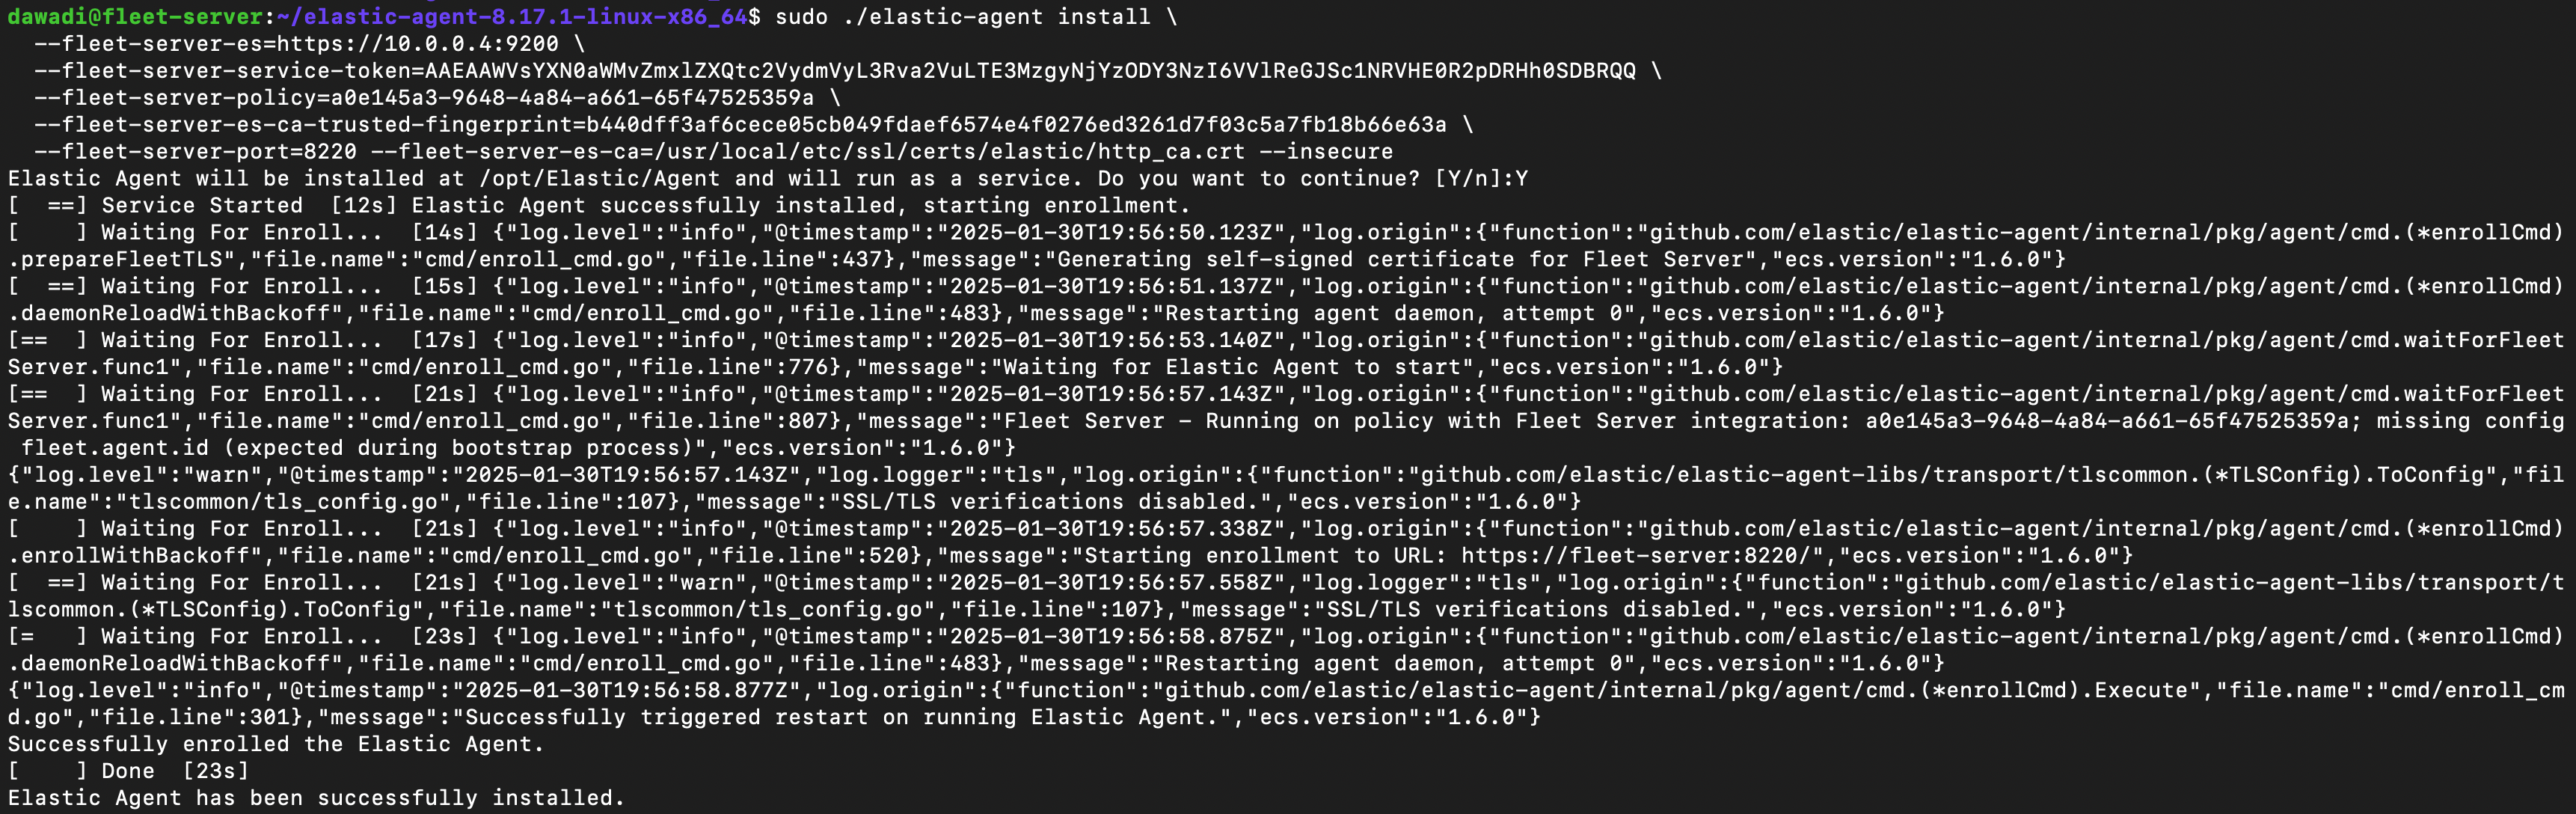 dawadi@fleet-server:~/elastic-agent-8.17.1-linux-x86_64$ sudo ./elastic-agent install \
  --fleet-server-es=https://10.0.0.4:9200 \
  --fleet-server-service-token=AAEAAWVsYXN0aWMvZmxlZXQtc2VydmVyL3Rva2VuLTE3MzgyNjYzODY3NzI6VVlReGJSc1NRVHE0R2pDRHh0SDBRQQ \
  --fleet-server-policy=a0e145a3-9648-4a84-a661-65f47525359a \
  --fleet-server-es-ca-trusted-fingerprint=b440dff3af6cece05cb049fdaef6574e4f0276ed3261d7f03c5a7fb18b66e63a \
  --fleet-server-port=8220 --fleet-server-es-ca=/usr/local/etc/ssl/certs/elastic/http_ca.crt --insecure
Elastic Agent will be installed at /opt/Elastic/Agent and will run as a service. Do you want to continue? [Y/n]:Y
[  ==] Service Started  [12s] Elastic Agent successfully installed, starting enrollment.
[    ] Waiting For Enroll...  [14s] {"log.level":"info","@timestamp":"2025-01-30T19:56:50.123Z","log.origin":{"function":"github.com/elastic/elastic-agent/internal/pkg/agent/cmd.(*enrollCmd)
.prepareFleetTLS","file.name":"cmd/enroll_cmd.go","file.line":437},"message":"Generating self-signed certificate for Fleet Server","ecs.version":"1.6.0"}
[  ==] Waiting For Enroll...  [15s] {"log.level":"info","@timestamp":"2025-01-30T19:56:51.137Z","log.origin":{"function":"github.com/elastic/elastic-agent/internal/pkg/agent/cmd.(*enrollCmd)
.daemonReloadWithBackoff","file.name":"cmd/enroll_cmd.go","file.line":483},"message":"Restarting agent daemon, attempt 0","ecs.version":"1.6.0"}
[==  ] Waiting For Enroll...  [17s] {"log.level":"info","@timestamp":"2025-01-30T19:56:53.140Z","log.origin":{"function":"github.com/elastic/elastic-agent/internal/pkg/agent/cmd.waitForFleet
Server.func1","file.name":"cmd/enroll_cmd.go","file.line":776},"message":"Waiting for Elastic Agent to start","ecs.version":"1.6.0"}
[==  ] Waiting For Enroll...  [21s] {"log.level":"info","@timestamp":"2025-01-30T19:56:57.143Z","log.origin":{"function":"github.com/elastic/elastic-agent/internal/pkg/agent/cmd.waitForFleet
Server.func1","file.name":"cmd/enroll_cmd.go","file.line":807},"message":"Fleet Server - Running on policy with Fleet Server integration: a0e145a3-9648-4a84-a661-65f47525359a; missing config
 fleet.agent.id (expected during bootstrap process)","ecs.version":"1.6.0"}
{"log.level":"warn","@timestamp":"2025-01-30T19:56:57.143Z","log.logger":"tls","log.origin":{"function":"github.com/elastic/elastic-agent-libs/transport/tlscommon.(*TLSConfig).ToConfig","fil
e.name":"tlscommon/tls_config.go","file.line":107},"message":"SSL/TLS verifications disabled.","ecs.version":"1.6.0"}
[    ] Waiting For Enroll...  [21s] {"log.level":"info","@timestamp":"2025-01-30T19:56:57.338Z","log.origin":{"function":"github.com/elastic/elastic-agent/internal/pkg/agent/cmd.(*enrollCmd)
.enrollWithBackoff","file.name":"cmd/enroll_cmd.go","file.line":520},"message":"Starting enrollment to URL: https://fleet-server:8220/","ecs.version":"1.6.0"}
[  ==] Waiting For Enroll...  [21s] {"log.level":"warn","@timestamp":"2025-01-30T19:56:57.558Z","log.logger":"tls","log.origin":{"function":"github.com/elastic/elastic-agent-libs/transport/t
lscommon.(*TLSConfig).ToConfig","file.name":"tlscommon/tls_config.go","file.line":107},"message":"SSL/TLS verifications disabled.","ecs.version":"1.6.0"}
[=   ] Waiting For Enroll...  [23s] {"log.level":"info","@timestamp":"2025-01-30T19:56:58.875Z","log.origin":{"function":"github.com/elastic/elastic-agent/internal/pkg/agent/cmd.(*enrollCmd)
.daemonReloadWithBackoff","file.name":"cmd/enroll_cmd.go","file.line":483},"message":"Restarting agent daemon, attempt 0","ecs.version":"1.6.0"}
{"log.level":"info","@timestamp":"2025-01-30T19:56:58.877Z","log.origin":{"function":"github.com/elastic/elastic-agent/internal/pkg/agent/cmd.(*enrollCmd).Execute","file.name":"cmd/enroll_cm
d.go","file.line":301},"message":"Successfully triggered restart on running Elastic Agent.","ecs.version":"1.6.0"}
Successfully enrolled the Elastic Agent.
[    ] Done  [23s]
Elastic Agent has been successfully installed.